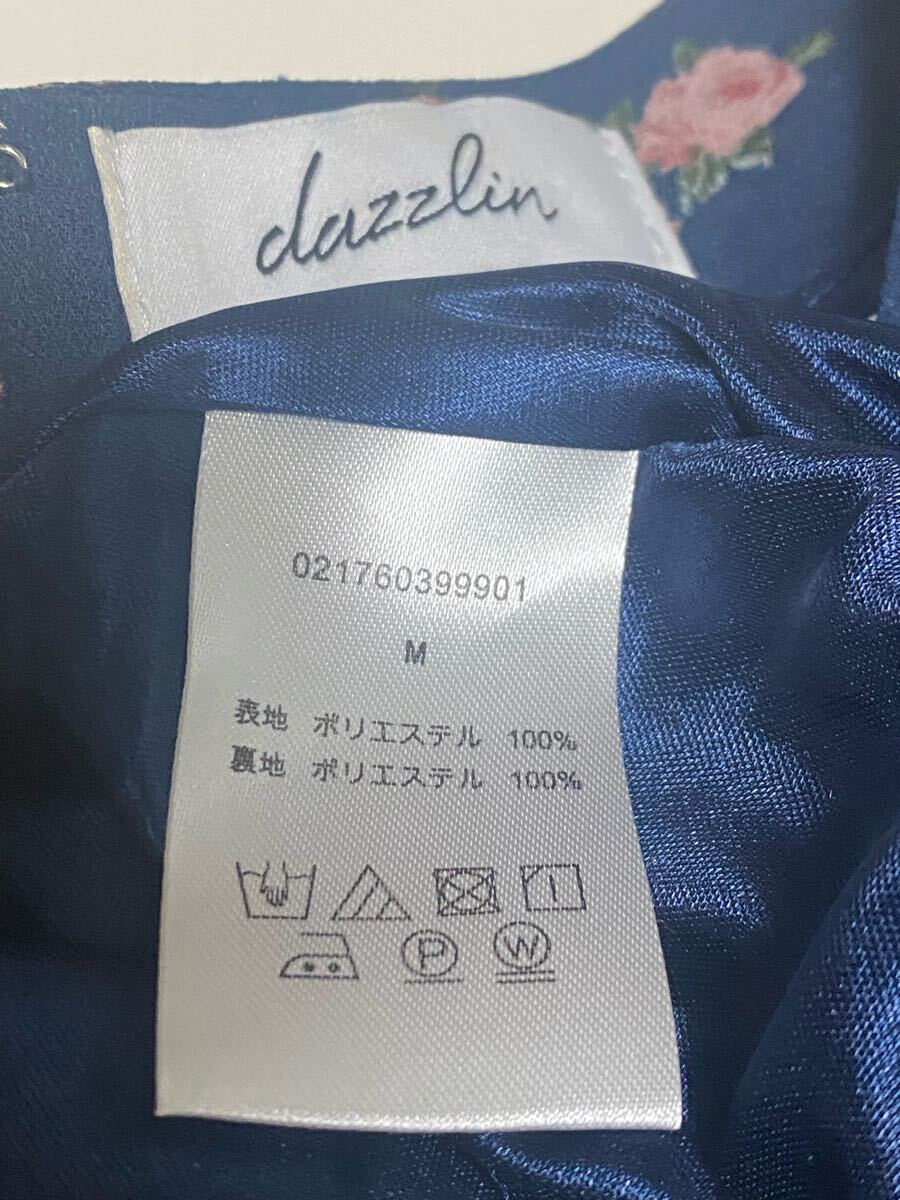 dazzlin
021760399901
M
表地 ポリエステル 100%
裏地 ポリエステル 100%
P W